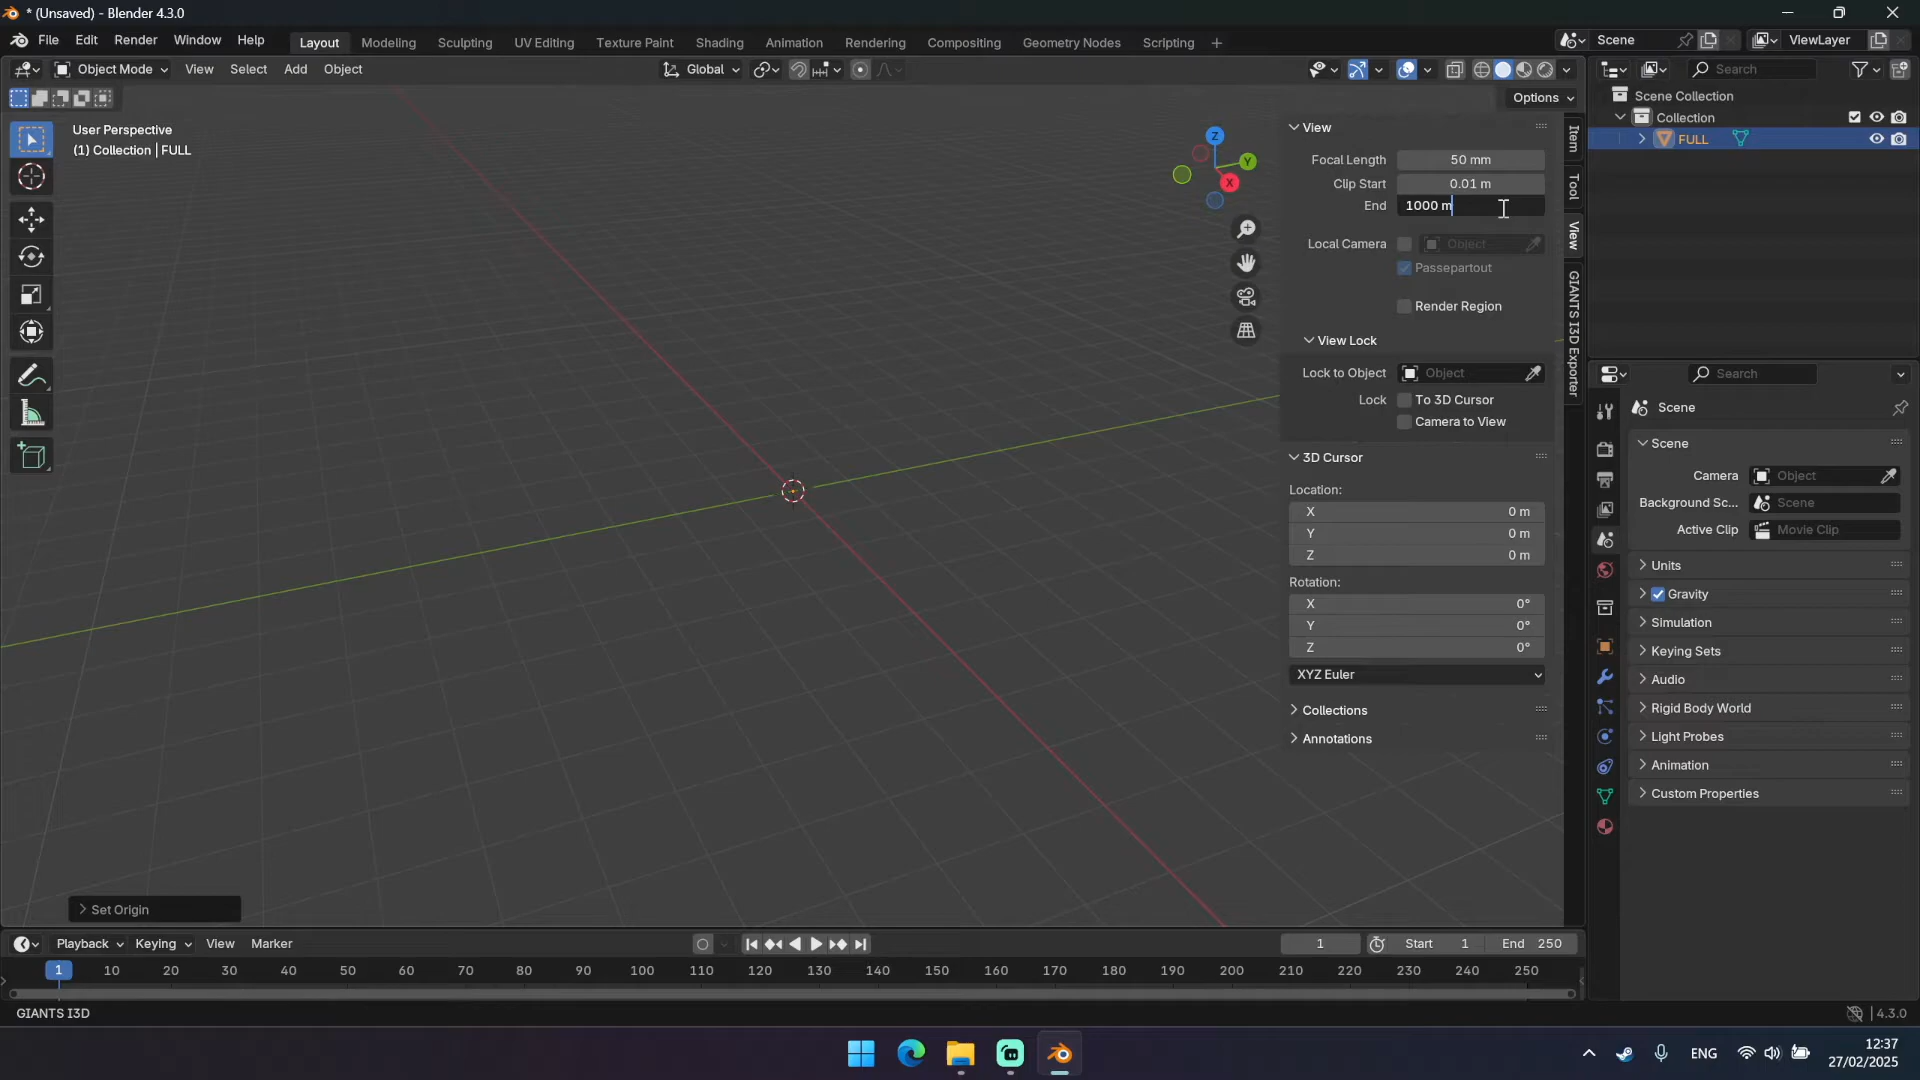 * (Unsaved) - Blender 4.3.0
File Edit Render Window Help Layout Modeling Sculpting UV Editing Texture Paint Shading Animation Rendering Compositing Geometry Nodes Scripting + Scene ViewLayer
Object Mode View Select Add Object Global Search
Options
User Perspective
(1) Collection | FULL
Z
Y
X
View
Focal Length 50 mm
Clip Start 0.01 m
End 1000 m
Local Camera Object
Passepartout
Render Region
View Lock
Lock to Object Object
Lock To 3D Cursor
Camera to View
3D Cursor
Location:
X 0 m
Y 0 m
Z 0 m
Rotation:
X 0°
Y 0°
Z 0°
XYZ Euler
Collections
Annotations
Item
Tool
View
GIANTS I3D Exporter
Scene Collection
Collection
FULL
Search
Scene
Scene
Camera Object
Background Sc... Scene
Active Clip Movie Clip
Units
Gravity
Simulation
Keying Sets
Audio
Rigid Body World
Light Probes
Animation
Custom Properties
Set Origin
Playback Keying View Marker 1 Start 1 End 250
1 10 20 30 40 50 60 70 80 90 100 110 120 130 140 150 160 170 180 190 200 210 220 230 240 250
GIANTS I3D 4.3.0
ENG 12:37
27/02/2025